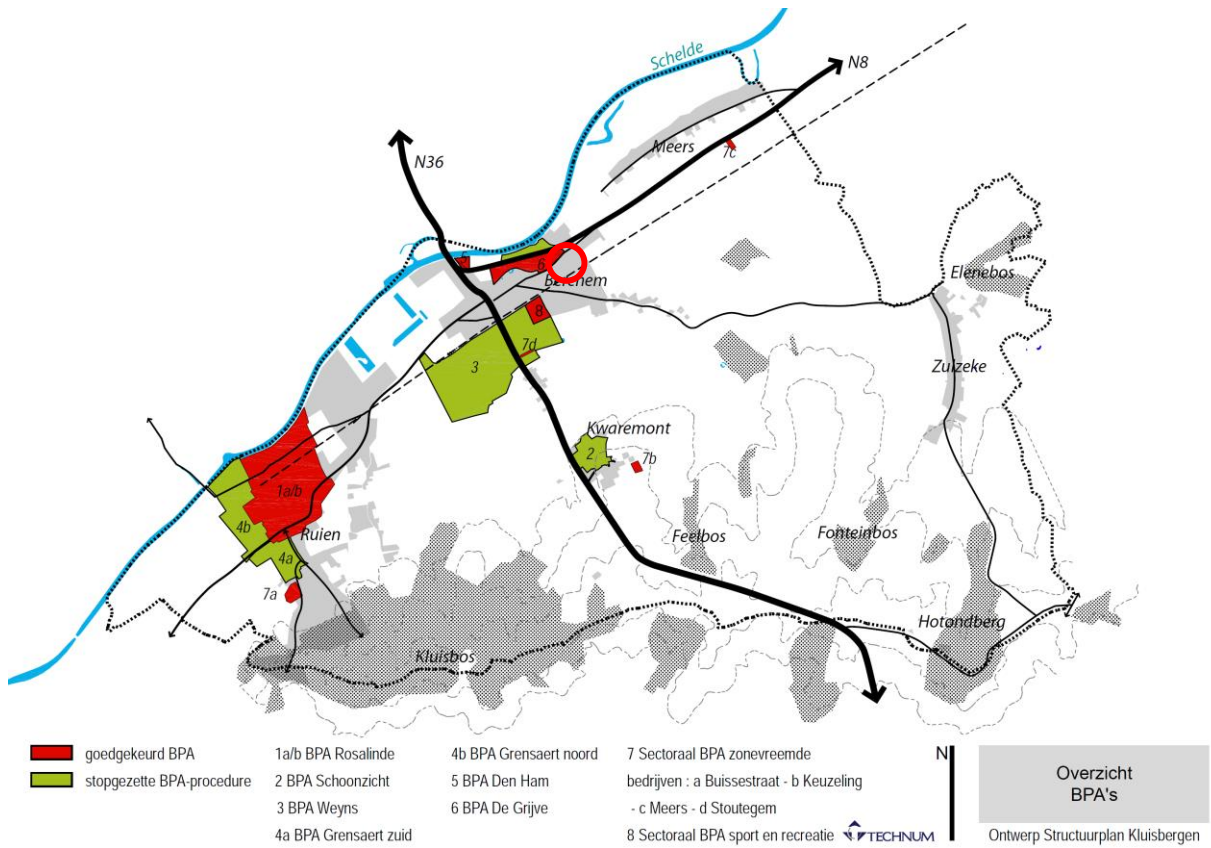 Schelde
N8
N36
Meers
7c
5
6
Berchem
Elenebos
8
7d
3
Zulzeke
Kwaremont
2
7b
1a/b
4b
Ruien
Feelbos
Fonteinbos
4a
7a
Hotondberg
Kluisbos
goedgekeurd BPA
stopgezette BPA-procedure
1a/b BPA Rosalinde
2 BPA Schoonzicht
3 BPA Weyns
4a BPA Grensaert zuid
4b BPA Grensaert noord
5 BPA Den Ham
6 BPA De Grijve
7 Sectoraal BPA zonevreemde
bedrijven : a Buissestraat - b Keuzeling
- c Meers - d Stoutegem
8 Sectoraal BPA sport en recreatie
TECHNUM
N
Overzicht
BPA's
Ontwerp Structuurplan Kluisbergen